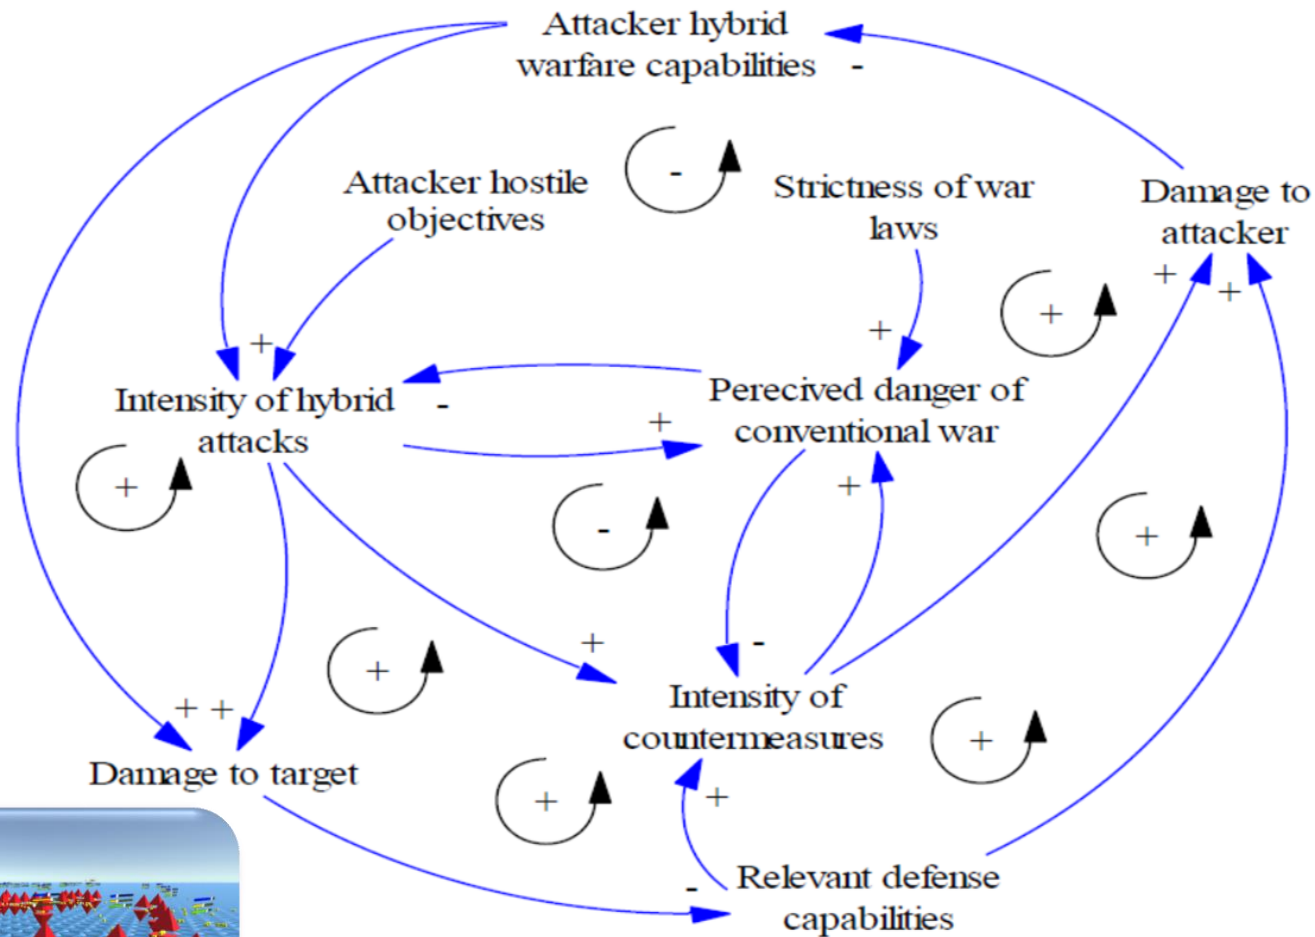 Attacker hybrid
warfare capabilities -
-
Attacker hostile
objectives
Strictness of war
laws
Damage to
attacker
+
+ +
+
+
Intensity of hybrid
attacks
-
Perecived danger of
conventional war
+
+
+
-
+
+
-
+
Intensity of
countermeasures
+
+ +
Damage to target
+
+
- Relevant defense
capabilities